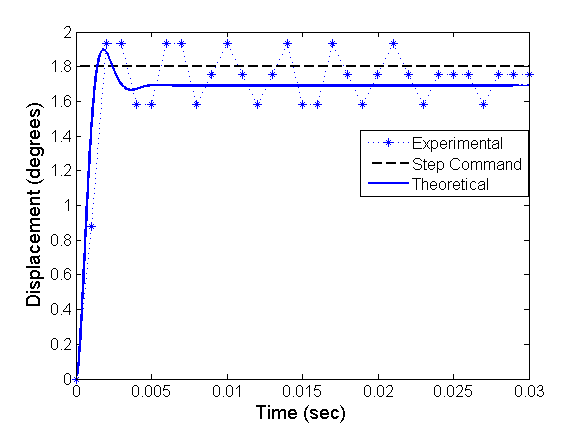 2
1.8
1.6
1.4
1.2
1
0.8
0.6
0.4
0.2
0
Displacement (degrees)
Experimental
Step Command
Theoretical
0 0.005 0.01 0.015 0.02 0.025 0.03
Time (sec)